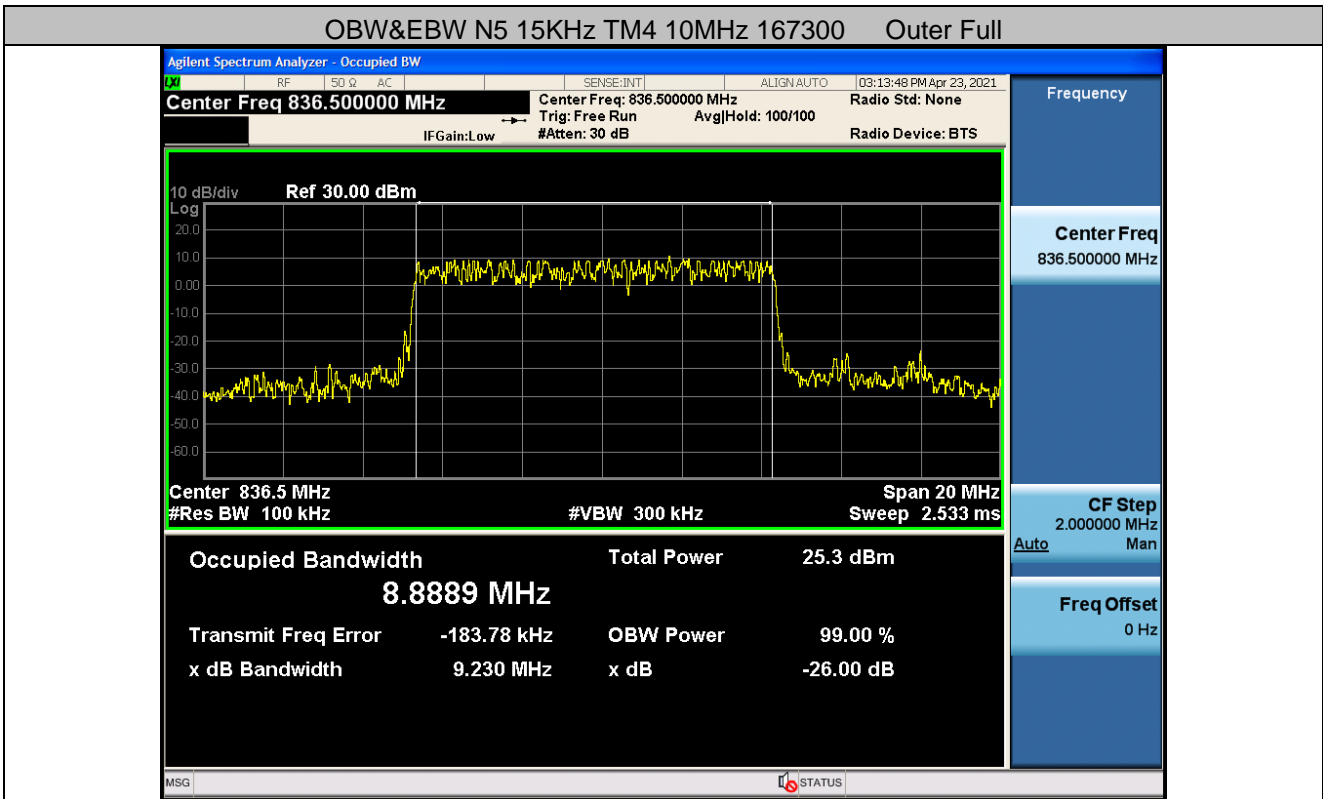 OBW&EBW N5 15KHz TM4 10MHz 167300 Outer Full
Agilent Spectrum Analyzer - Occupied BW
LXI RF 50 Ω AC SENSE:INT ALIGN AUTO 03:13:48 PM Apr 23, 2021
Center Freq 836.500000 MHz
Center Freq: 836.500000 MHz
Radio Std: None
Trig: Free Run
Avg|Hold: 100/100
IFGain:Low
#Atten: 30 dB
Radio Device: BTS
10 dB/div
Ref 30.00 dBm
Log
20.0
10.0
0.00
-10.0
-20.0
-30.0
-40.0
-50.0
-60.0
Center 836.5 MHz
Span 20 MHz
#Res BW 100 kHz
#VBW 300 kHz
Sweep 2.533 ms
Occupied Bandwidth
8.8889 MHz
Total Power 25.3 dBm
Transmit Freq Error -183.78 kHz
OBW Power 99.00 %
x dB Bandwidth 9.230 MHz
x dB -26.00 dB
Frequency
Center Freq
836.500000 MHz
CF Step
2.000000 MHz
Auto Man
Freq Offset
0 Hz
MSG
STATUS